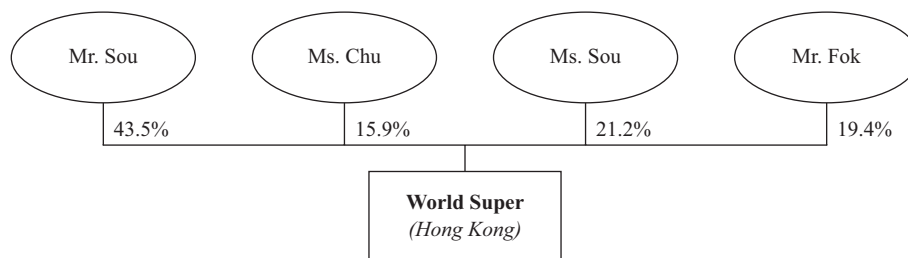 Mr. Sou
Ms. Chu
Ms. Sou
Mr. Fok
43.5%
15.9%
21.2%
19.4%
World Super
(Hong Kong)